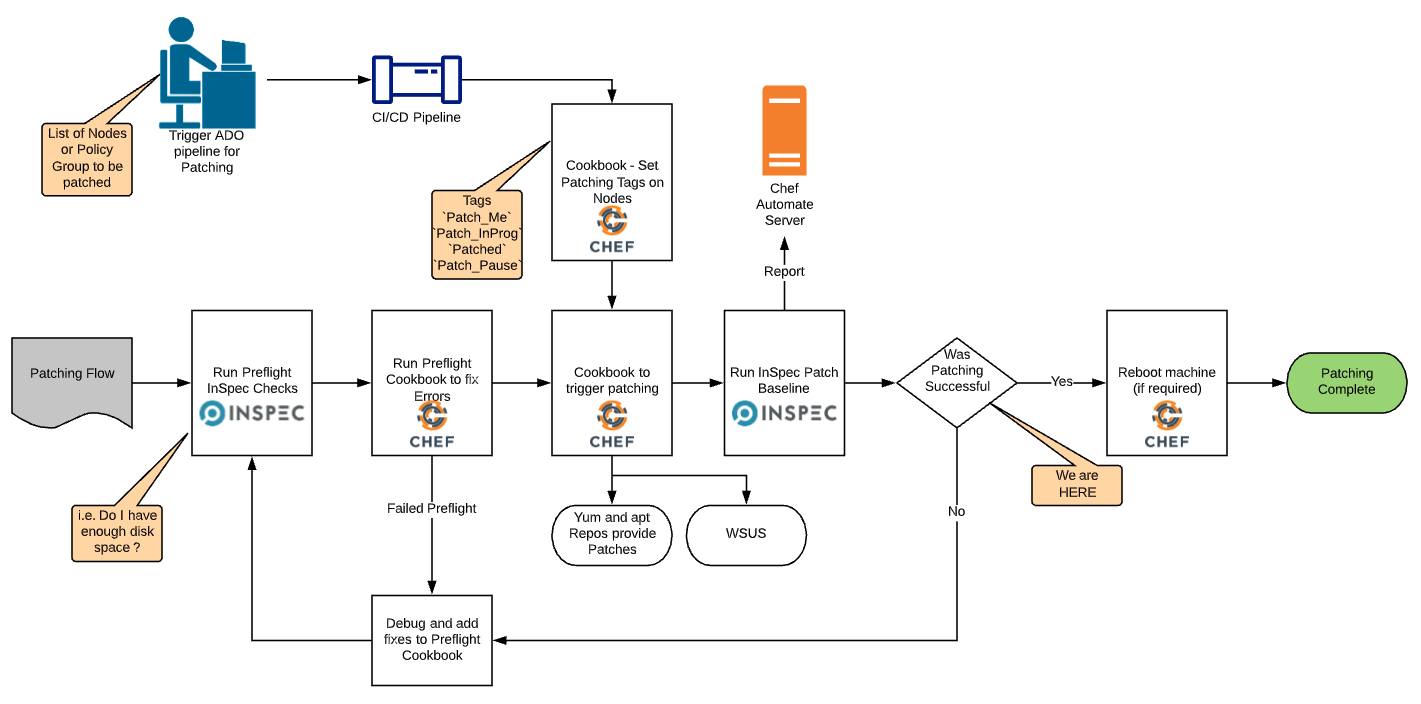 List of Nodes
or Policy
Group to be
patched
Trigger ADO
pipeline for
Patching
CI/CD Pipeline
Tags
`Patch_Me`
`Patch_InProg`
`Patched`
`Patch_Pause`
Cookbook - Set
Patching Tags on
Nodes
CHEF
Chef
Automate
Server
Report
Patching Flow
Run Preflight
InSpec Checks
INSPEC
Run Preflight
Cookbook to fix
Errors
CHEF
Cookbook to
trigger patching
CHEF
Run InSpec Patch
Baseline
INSPEC
Was
Patching
Successful
Yes
Reboot machine
(if required)
CHEF
Patching
Complete
i.e. Do I have
enough disk
space ?
Failed Preflight
Yum and apt
Repos provide
Patches
WSUS
No
We are
HERE
Debug and add
fixes to Preflight
Cookbook